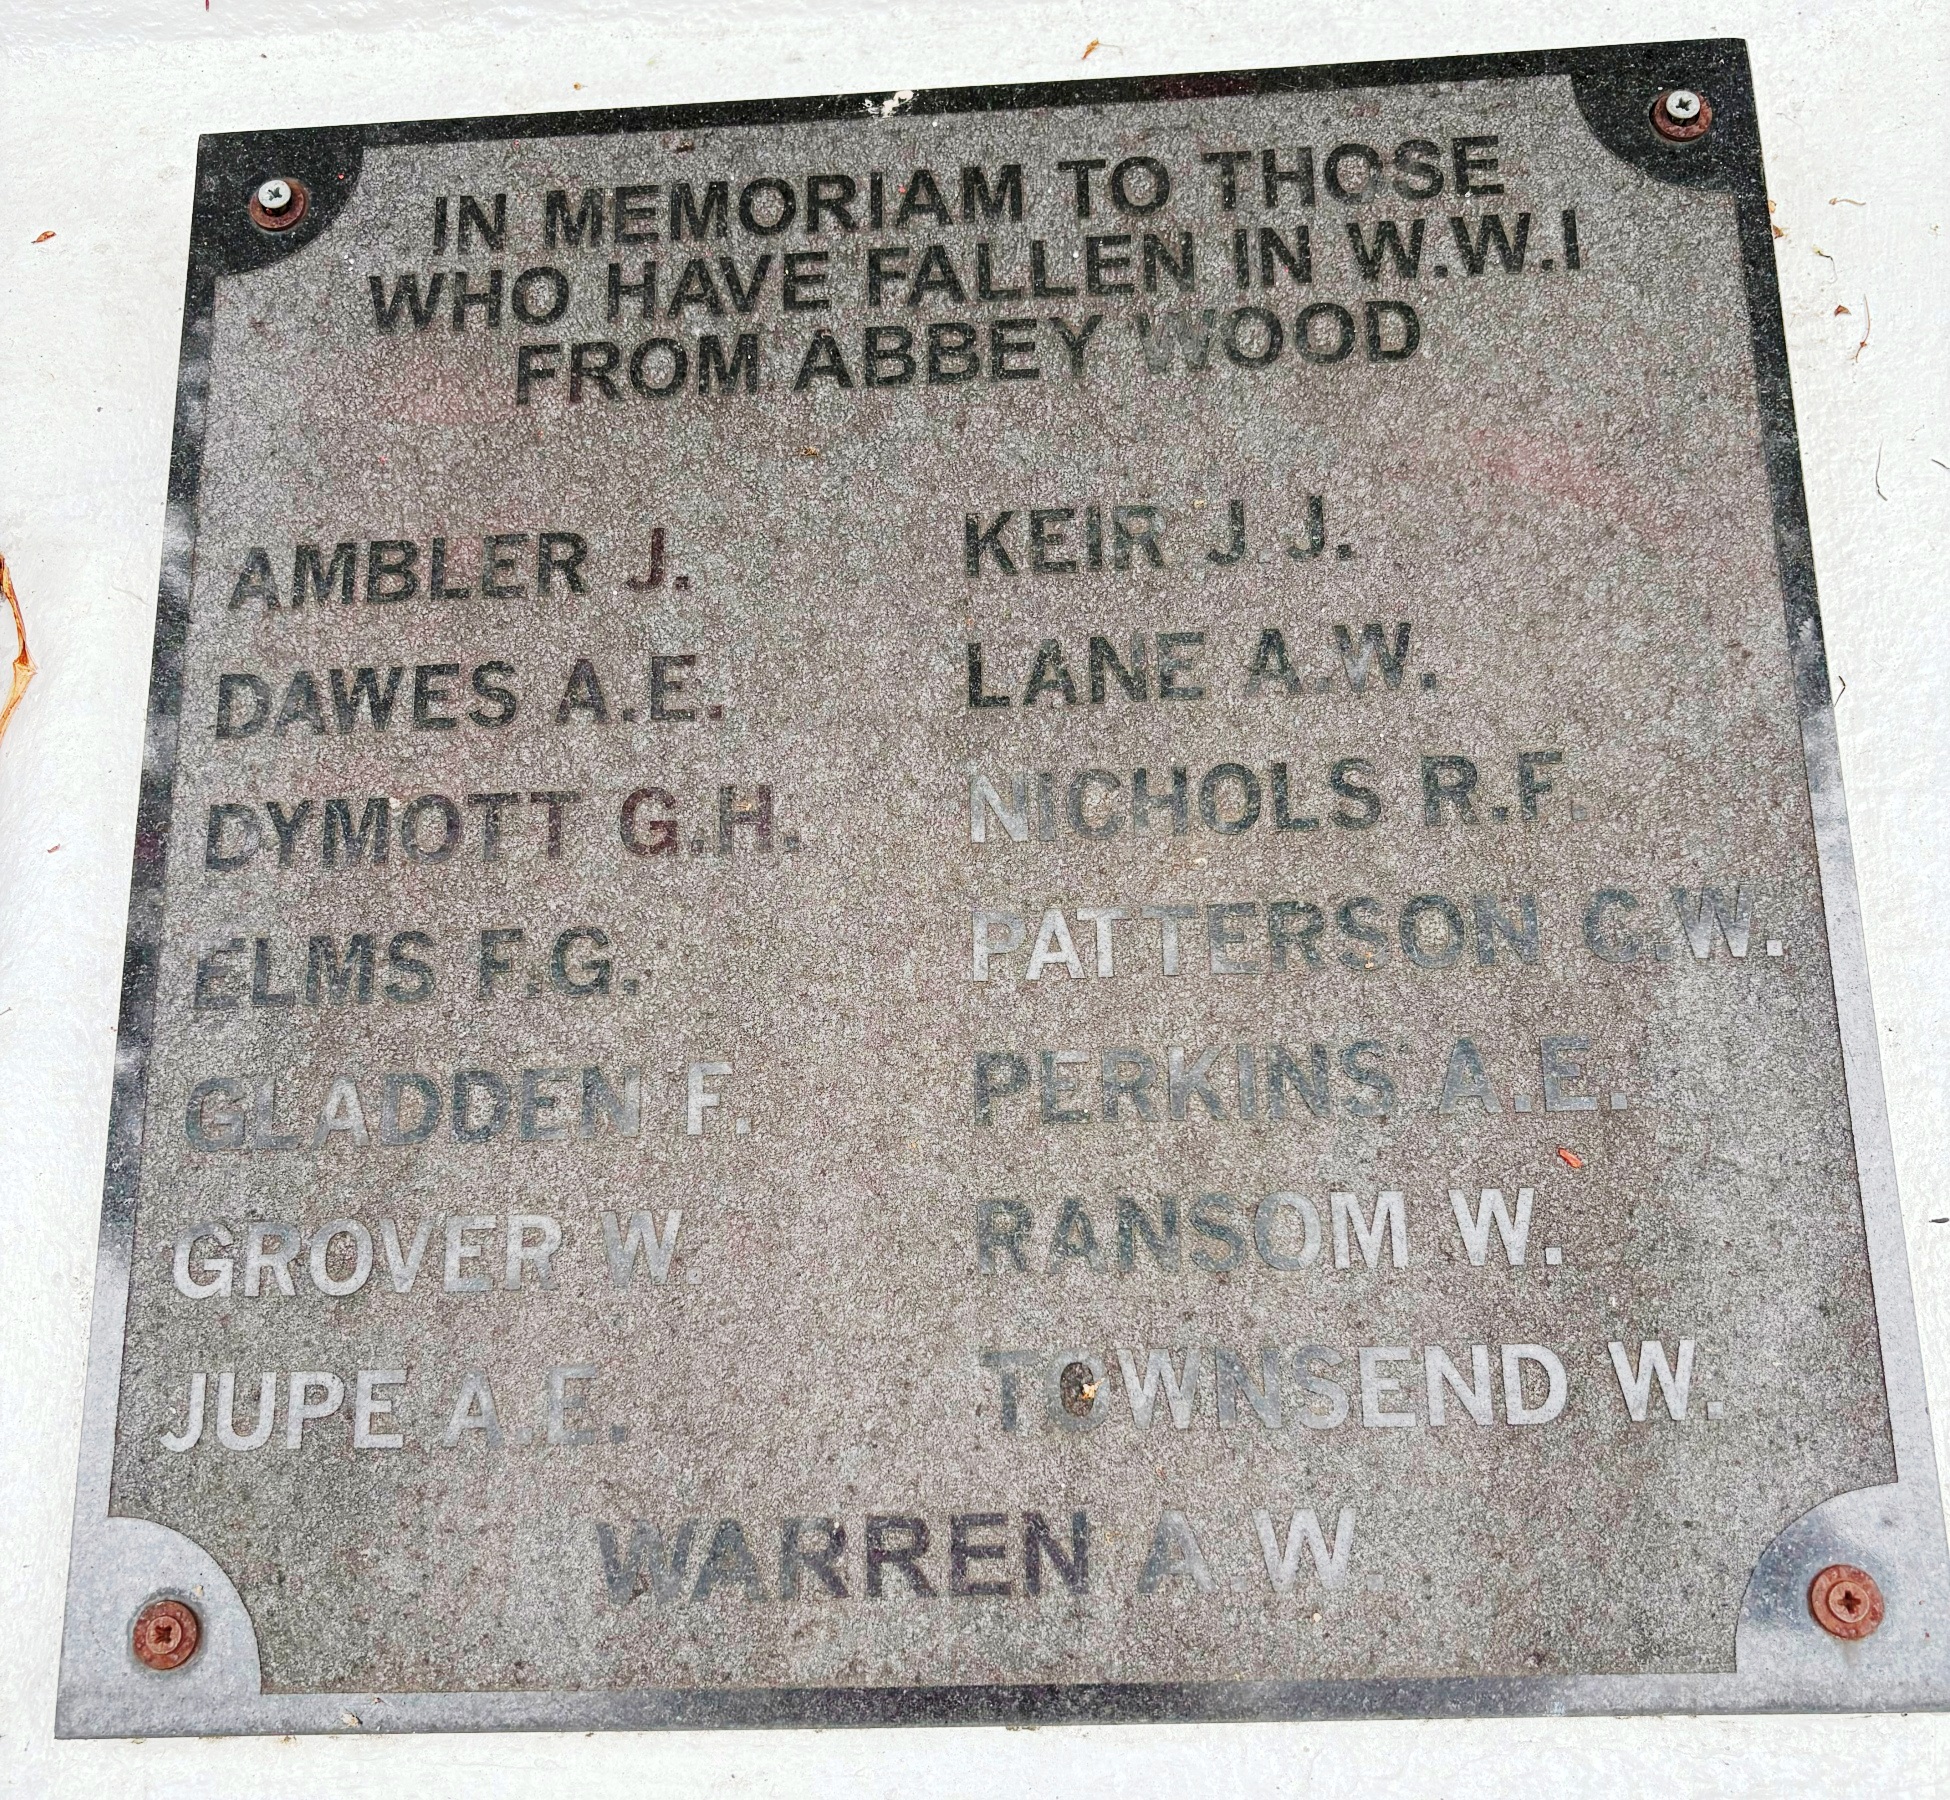 IN MEMORIAM TO THOSE
WHO HAVE FALLEN IN W.W.I
FROM ABBEY WOOD
AMBLER J.
DAWES A.E.
DYMOTT G.H.
ELMS F.G.
GLADDEN F.
GROVER W.
JUPE A.E.
KEIR J J.
LANE A.W.
NICHOLS R.F.
PATTERSON C.W.
PERKINS A.E.
RANSOM W.
TOWNSEND W.
WARREN A.W.